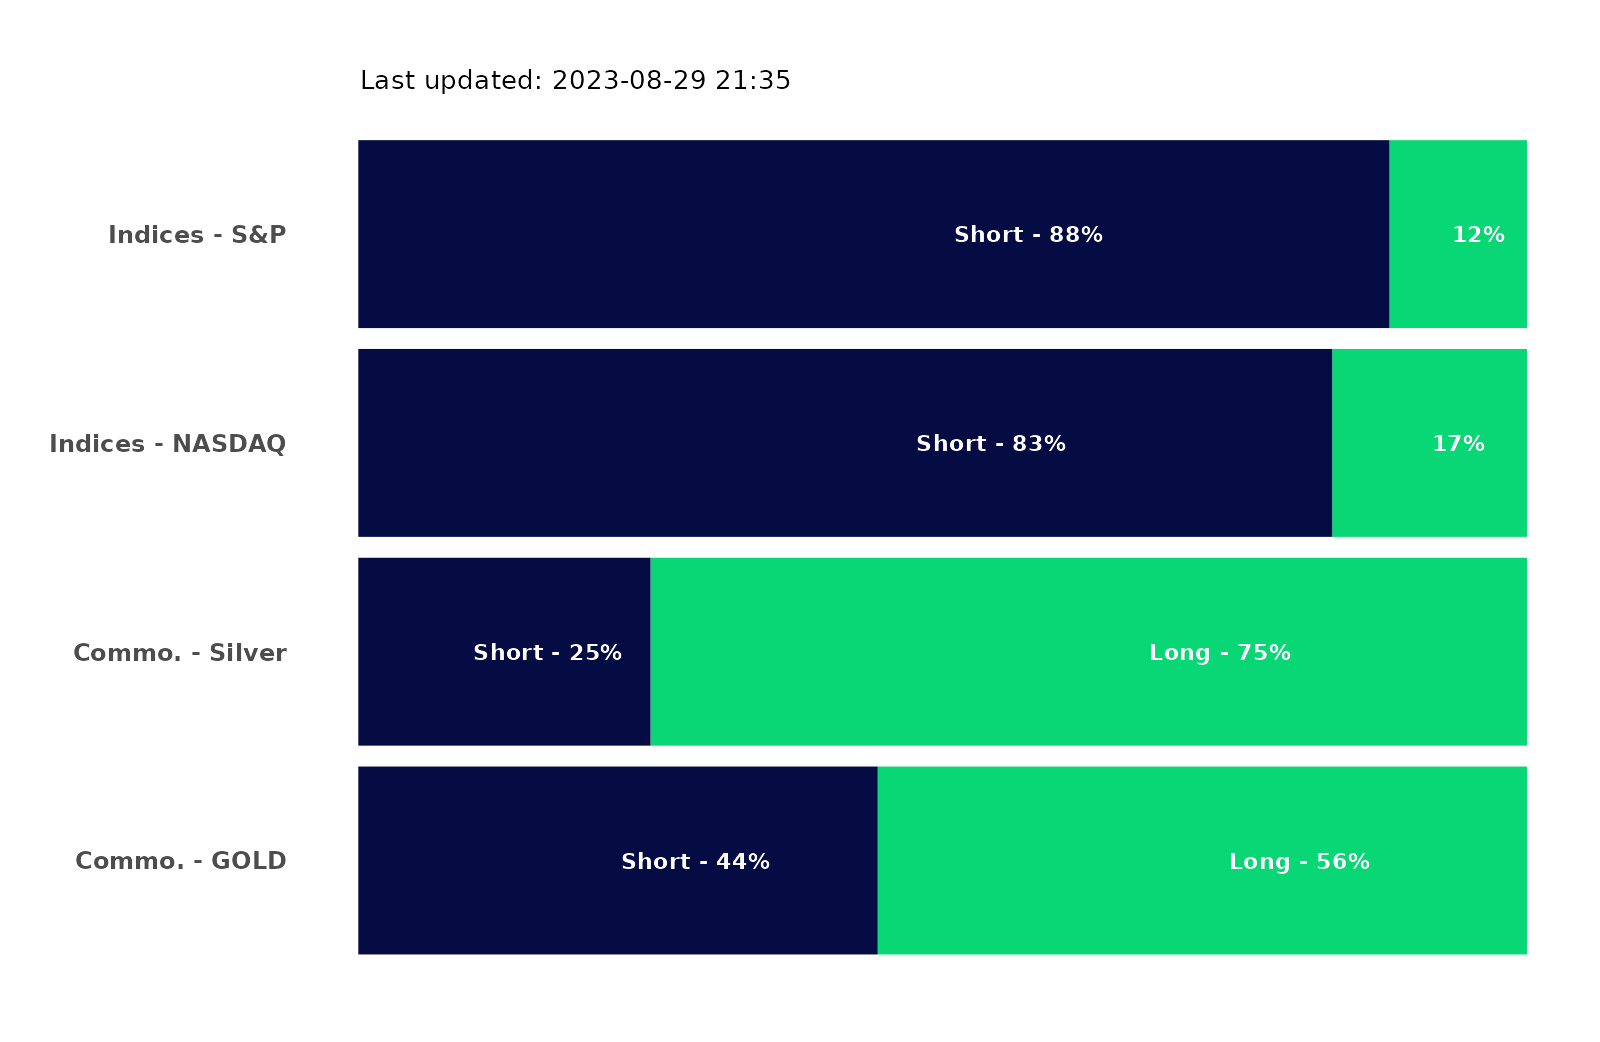 Last updated: 2023-08-29 21:35
Indices - S&P Short - 88% 12%
Indices - NASDAQ Short - 83% 17%
Commo. - Silver Short - 25% Long - 75%
Commo. - GOLD Short - 44% Long - 56%